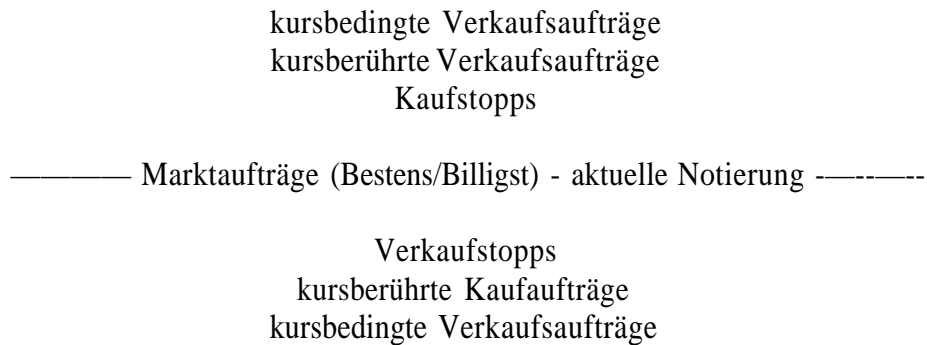 kursbedingte Verkaufsaufträge
kursberührte Verkaufsaufträge
Kaufstopps
———— Marktaufträge (Bestens/Billigst) - aktuelle Notierung -—--—--
Verkaufstopps
kursberührte Kaufaufträge
kursbedingte Verkaufsaufträge